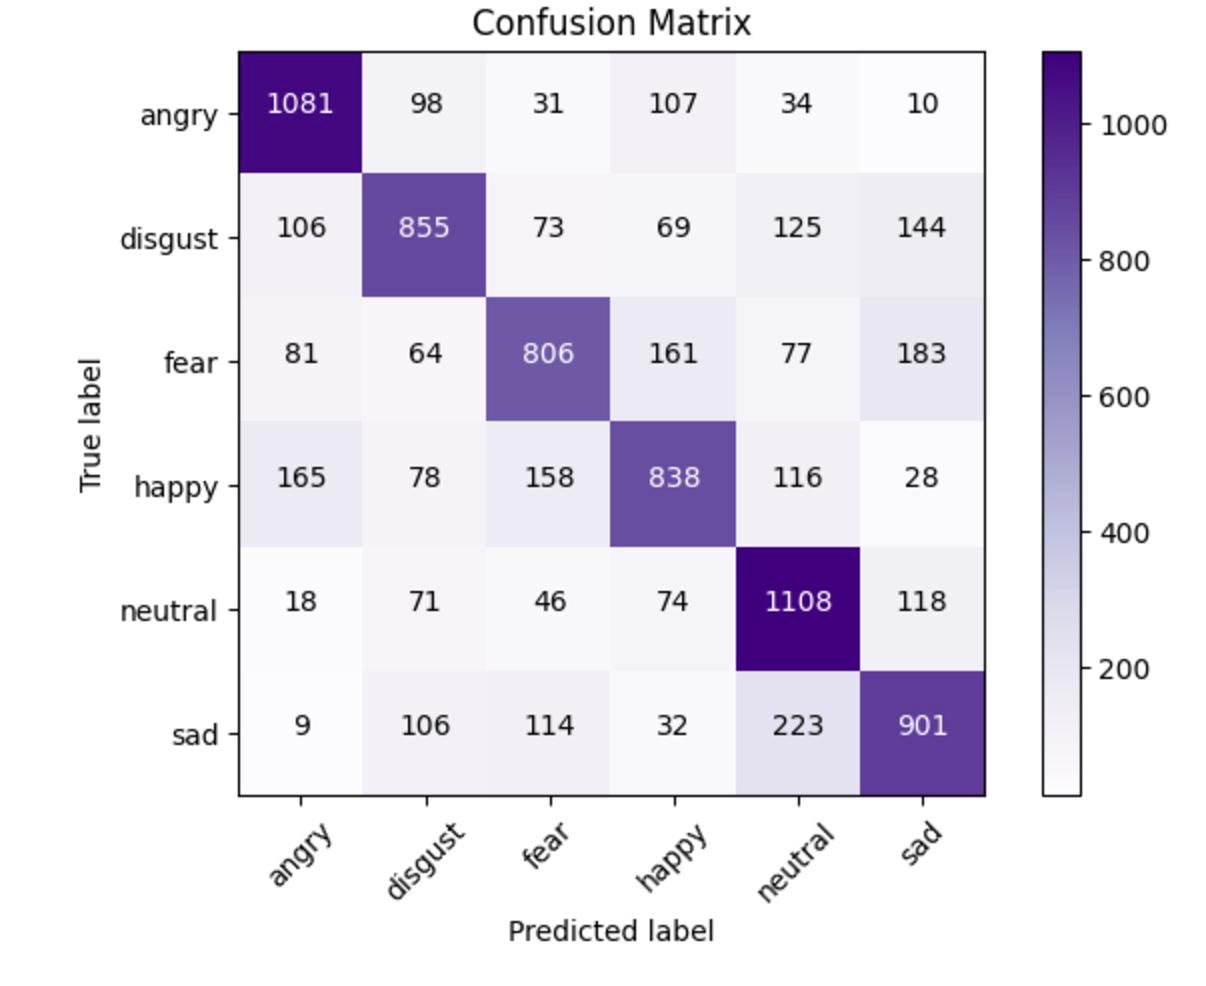 Confusion Matrix
angry 1081 98 31 107 34 10
disgust 106 855 73 69 125 144
fear 81 64 806 161 77 183
happy 165 78 158 838 116 28
neutral 18 71 46 74 1108 118
sad 9 106 114 32 223 901
angry disgust fear happy neutral sad
Predicted label
True label
1000
800
600
400
200